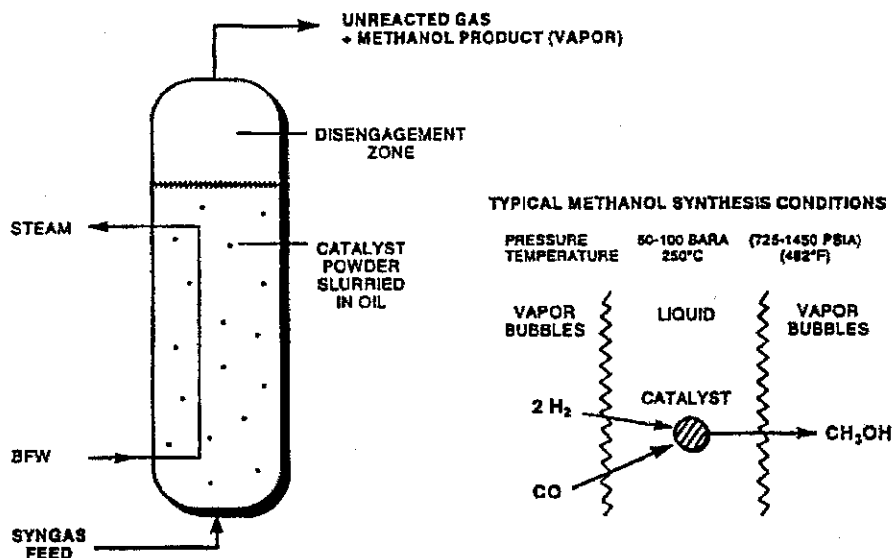 UNREACTED GAS
+ METHANOL PRODUCT (VAPOR)
DISENGAGEMENT
ZONE
STEAM
CATALYST
POWDER
SLURRIED
IN OIL
BFW
SYNGAS
FEED
TYPICAL METHANOL SYNTHESIS CONDITIONS
PRESSURE 50-100 BARA (725-1450 PSIA)
TEMPERATURE 250°C (482°F)
VAPOR LIQUID VAPOR
BUBBLES BUBBLES
CATALYST
2 H₂
CH₃OH
CO